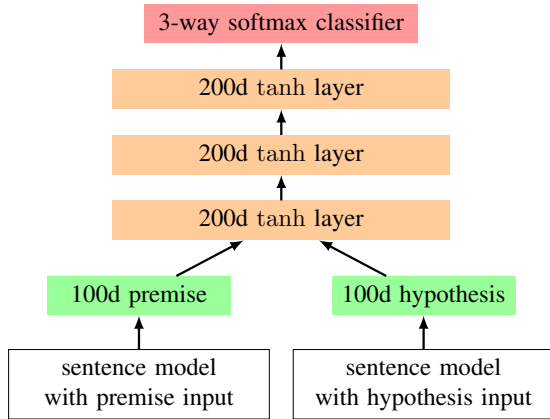 3-way softmax classifier
200d tanh layer
200d tanh layer
200d tanh layer
100d premise
100d hypothesis
sentence model
with premise input
sentence model
with hypothesis input